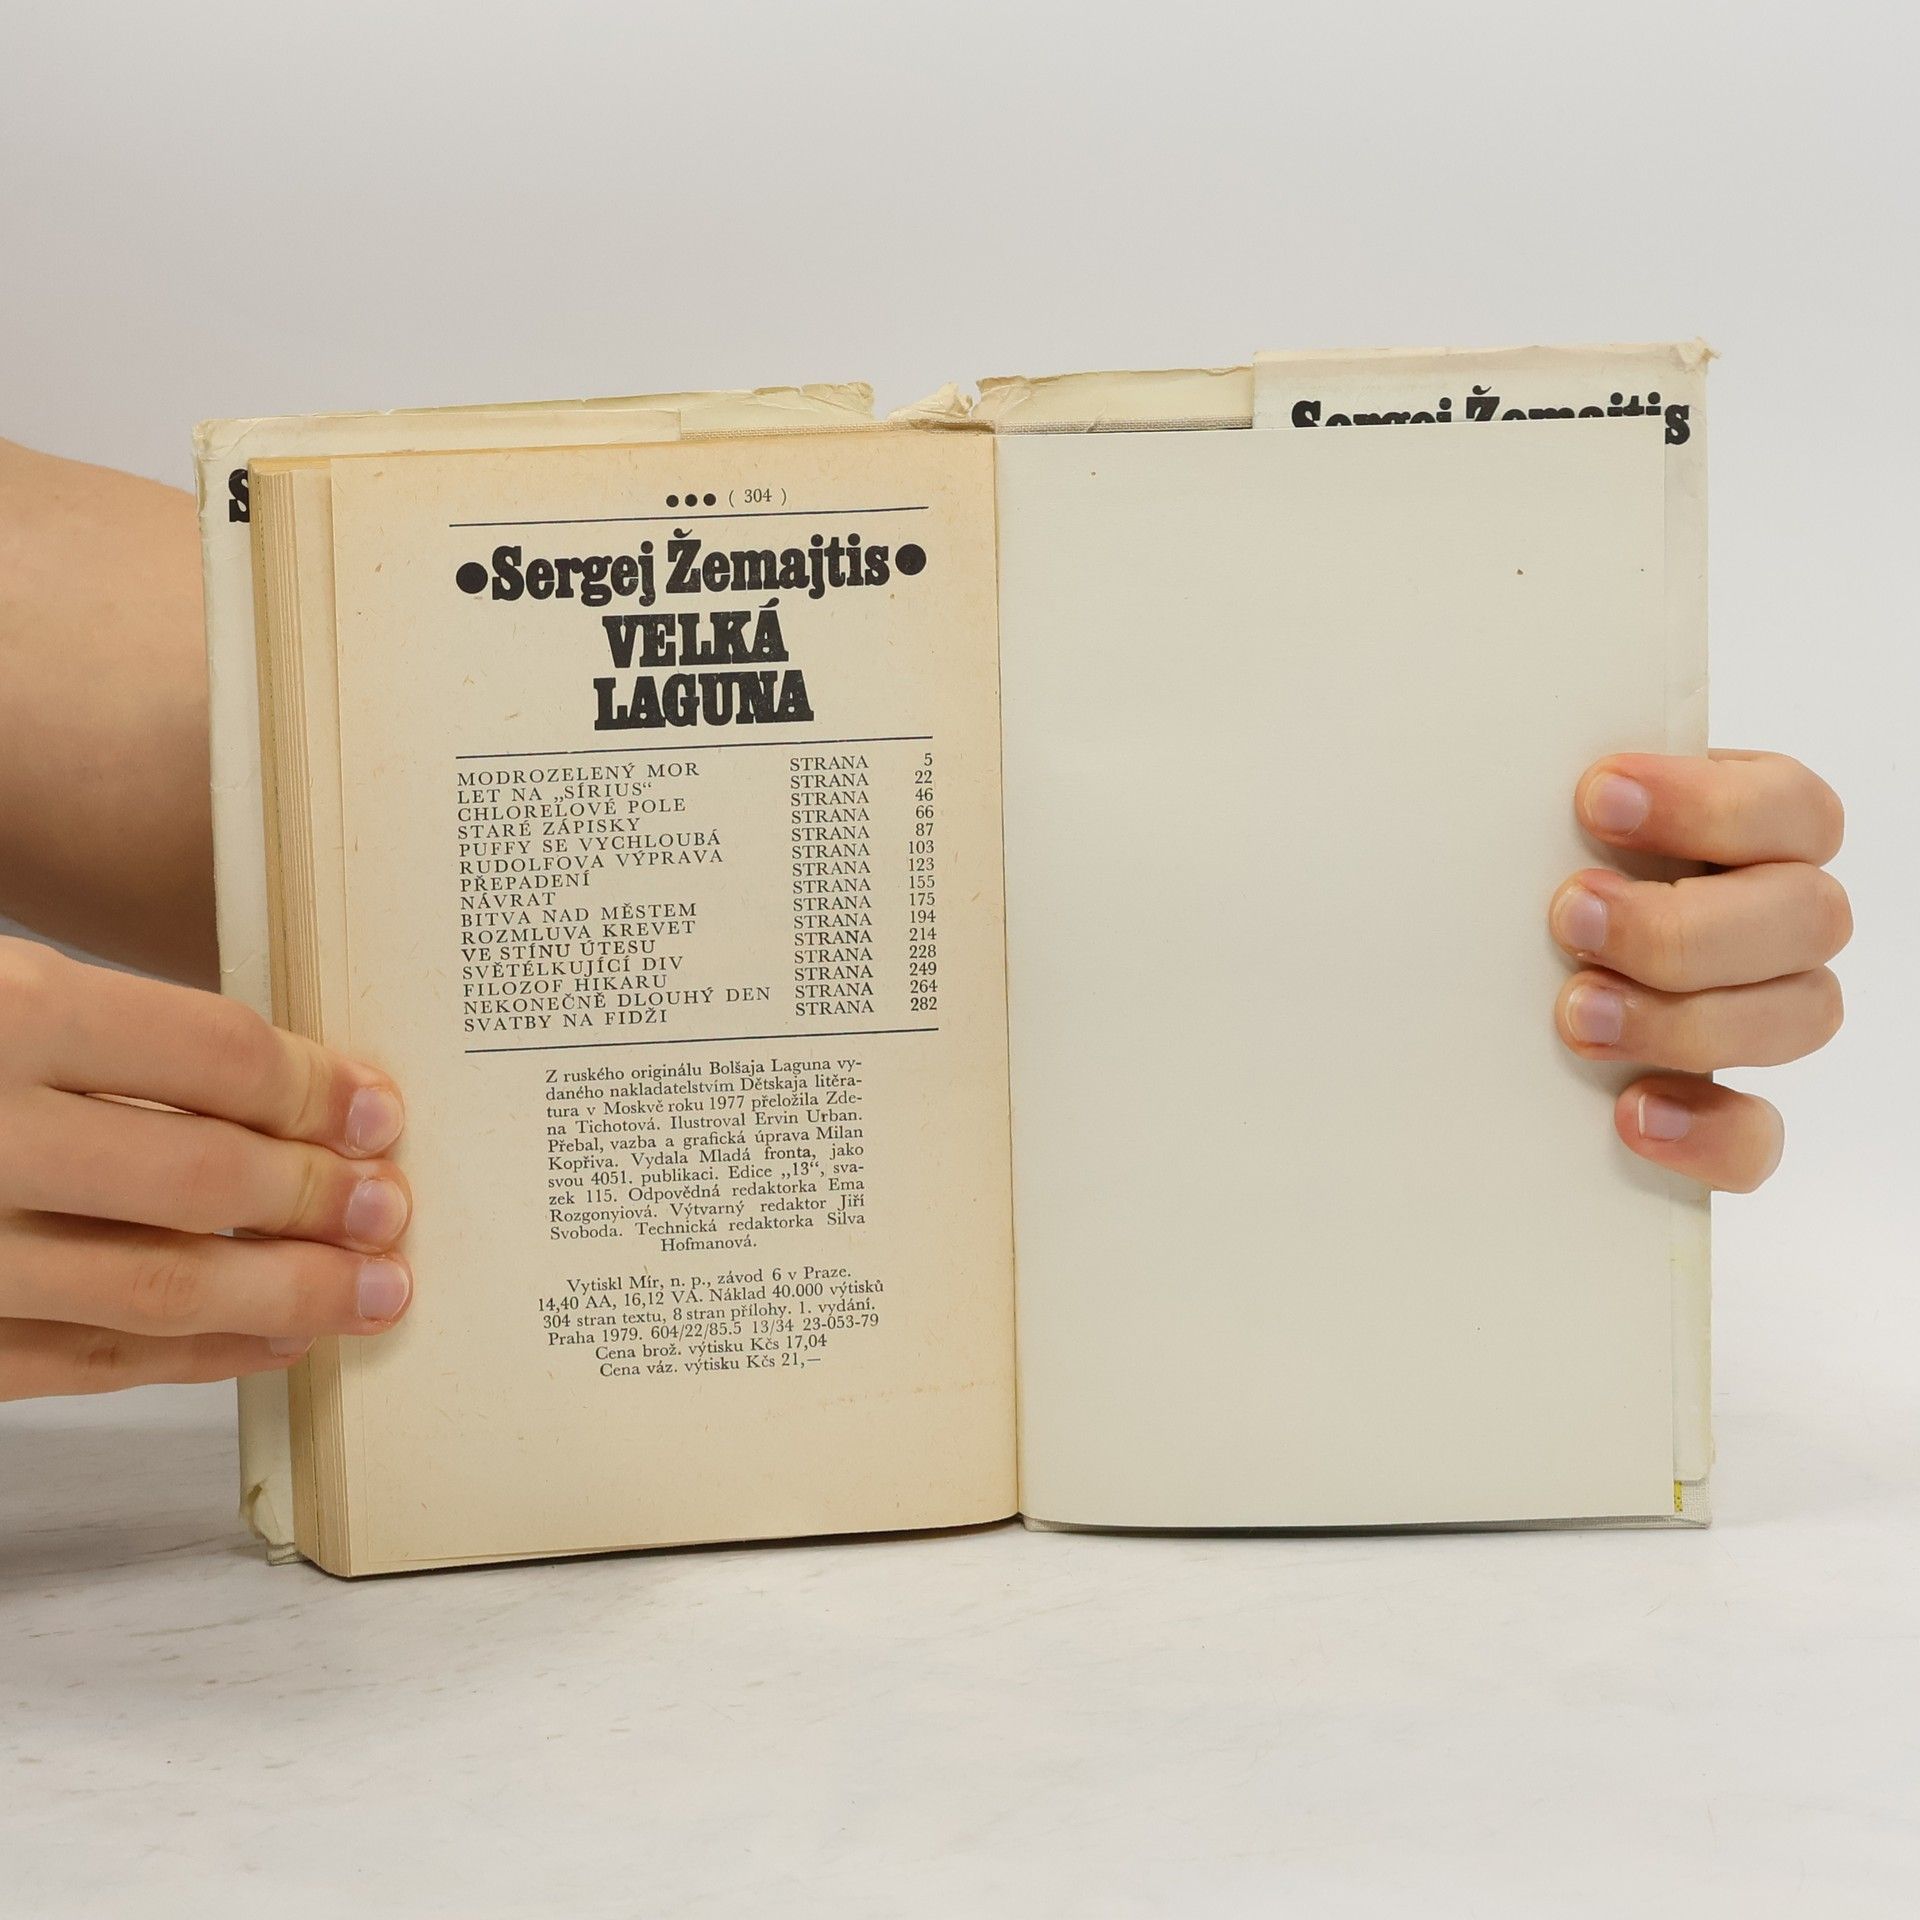 Sergej Žemajtis
●●● ( 304 )
●Sergej Žemajtis●
VELKÁ
LAGUNA
MODROZELENÝ MOR STRANA 5
LET NA „SÍRIUS“ STRANA 22
CHLORELOVÉ POLE STRANA 46
STARÉ ZÁPISKY STRANA 66
PUFFY SE VYCHLOUBÁ STRANA 87
RUDOLFOVA VÝPRAVA STRANA 103
PŘEPADENÍ STRANA 123
NÁVRAT STRANA 155
BITVA NAD MĚSTEM STRANA 175
ROZMLUVA KREVET STRANA 194
VE STÍNU ÚTESU STRANA 214
SVĚTÉLKUJÍCÍ DIV STRANA 228
FILOZOF HIKARU STRANA 249
NEKONEČNĚ DLOUHÝ DEN STRANA 264
SVATBY NA FIDŽI STRANA 282
Z ruského originálu Bolšaja Laguna vy-
daného nakladatelstvím Dětskaja litěra-
tura v Moskvě roku 1977 přeložila Zde-
na Tichotová. Ilustroval Ervin Urban.
Přebal, vazba a grafická úprava Milan
Kopřiva. Vydala Mladá fronta, jako
svou 4051. publikaci. Edice „13“, sva-
zek 115. Odpovědná redaktorka Ema
Rozgonyiová. Výtvarný redaktor Jiří
Svoboda. Technická redaktorka Silva
Hofmanová.
Vytiskl Mír, n. p., závod 6 v Praze.
14,40 AA, 16,12 VA. Náklad 40.000 výtisků
304 stran textu, 8 stran přílohy. 1. vydání.
Praha 1979. 604/22/85.5 13/34 23-053-79
Cena brož. výtisku Kčs 17,04
Cena váz. výtisku Kčs 21,—